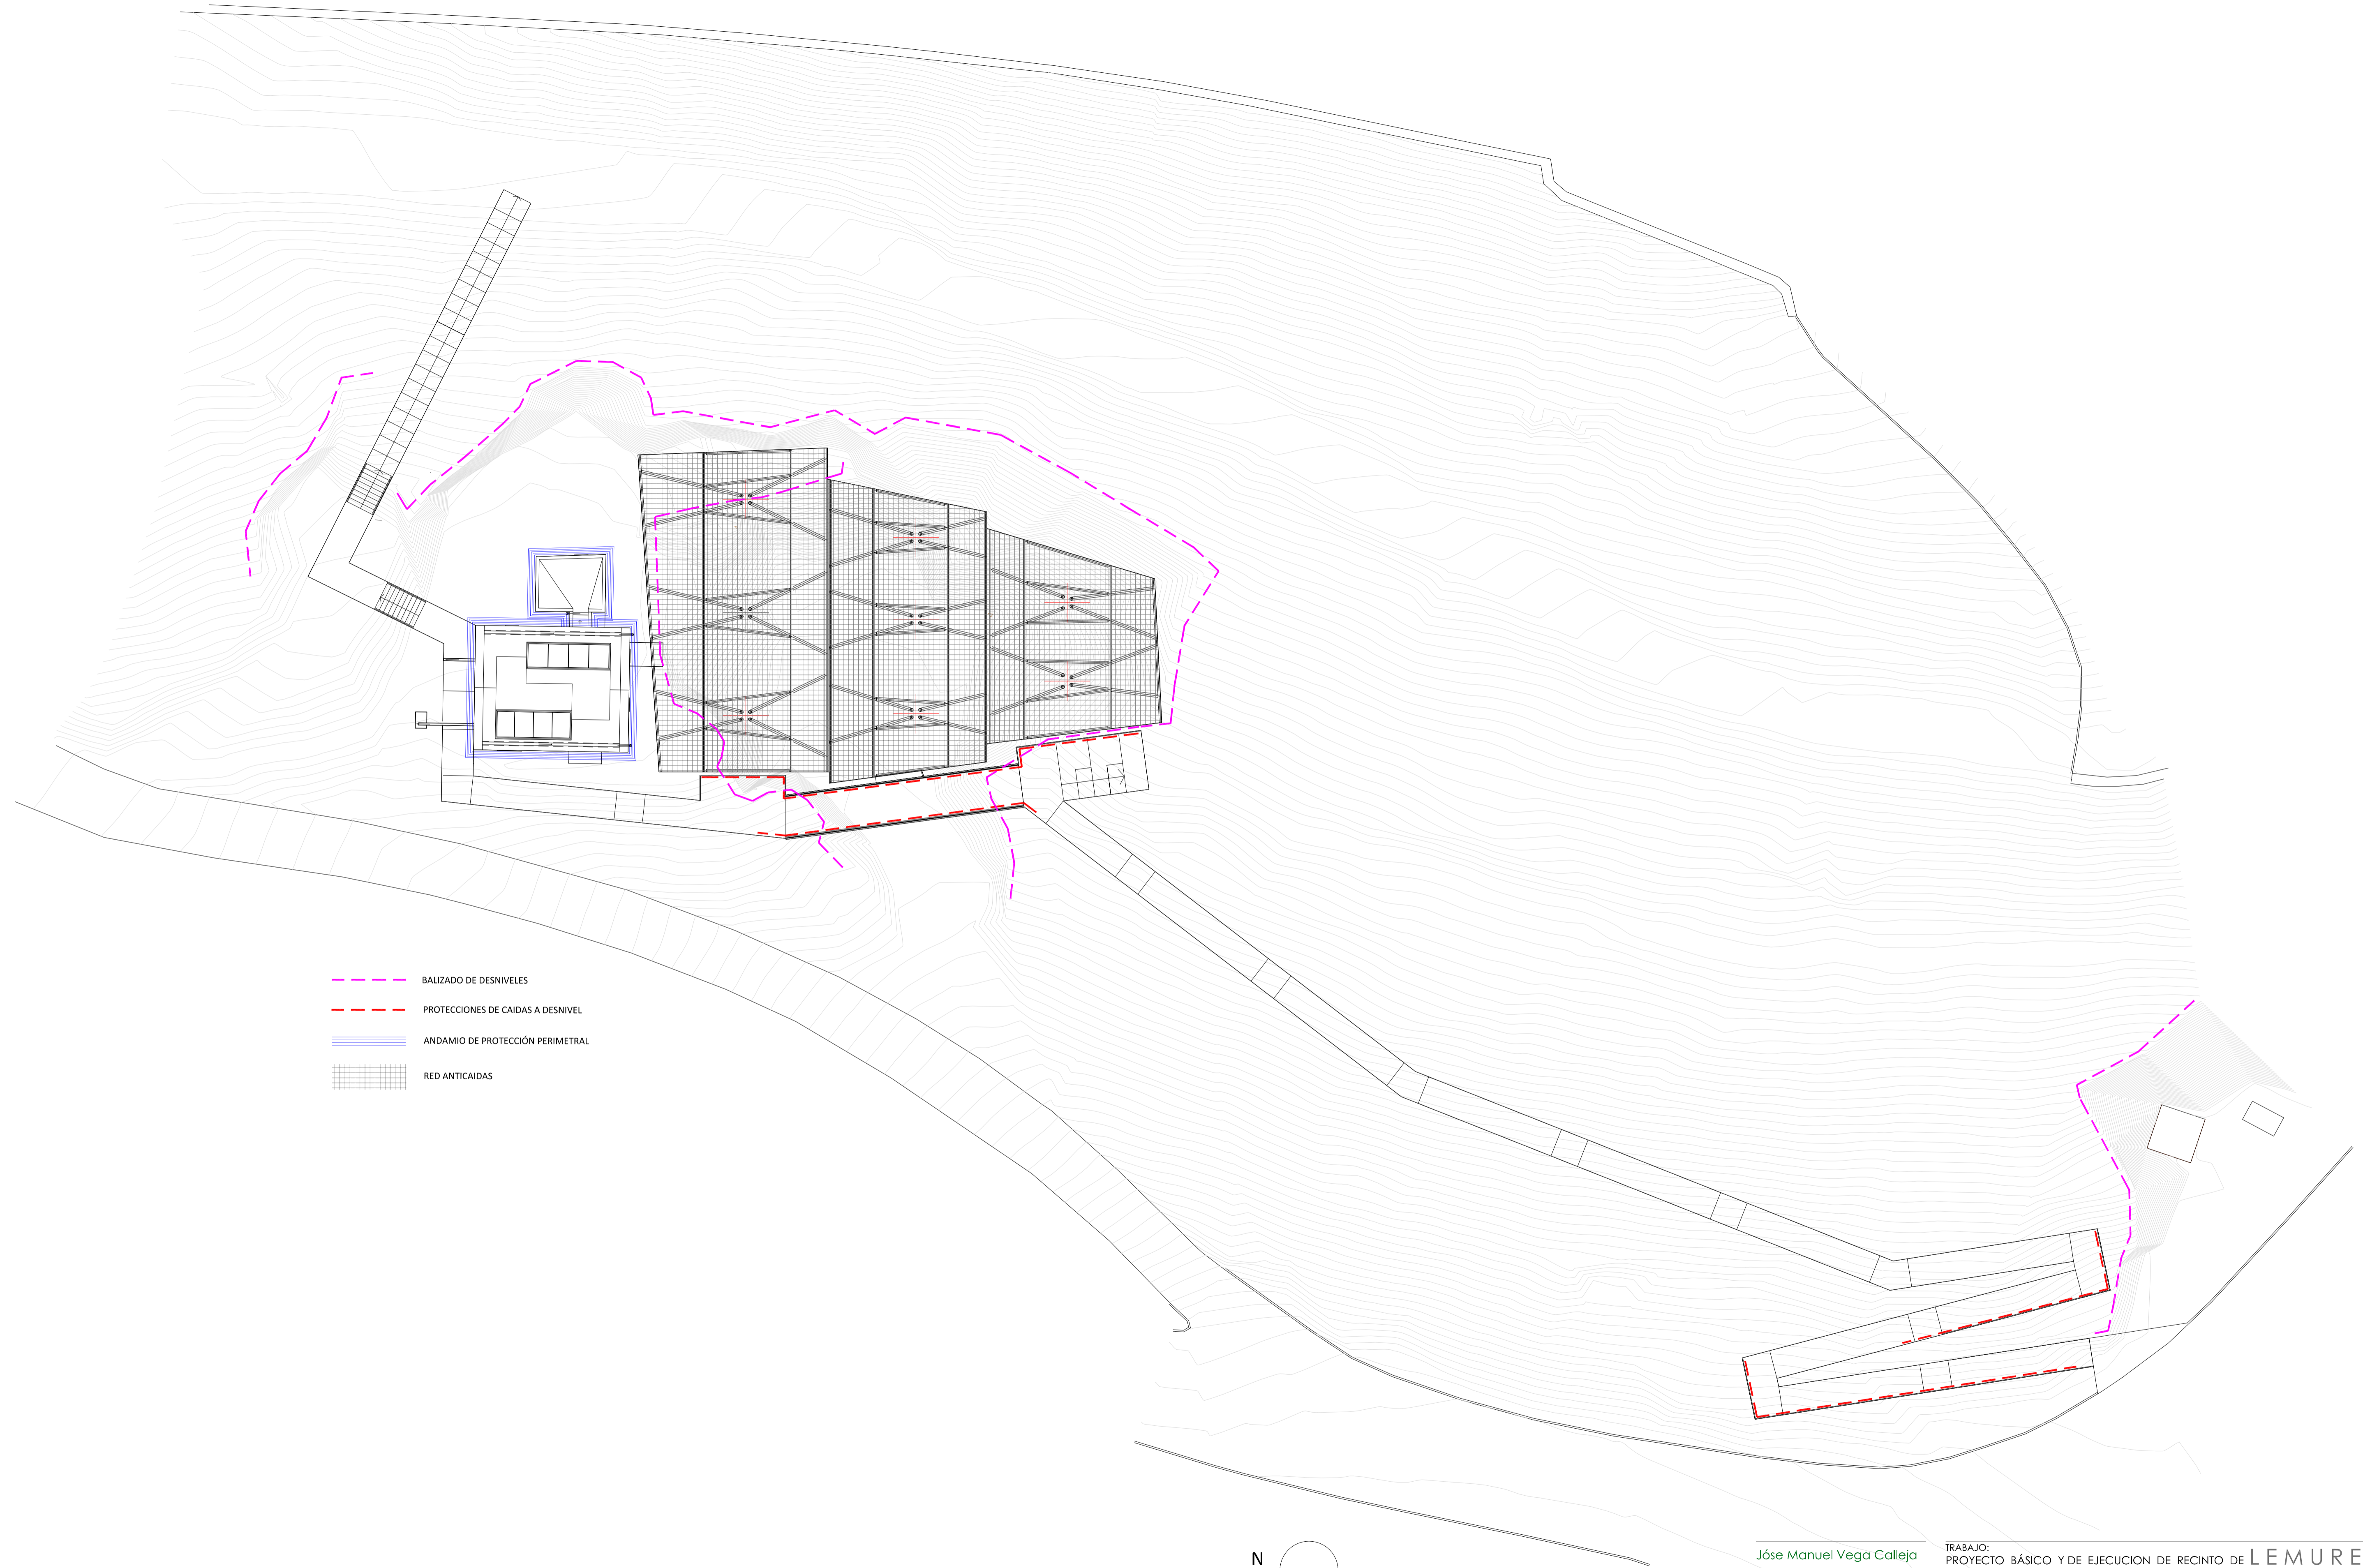 BALIZADO DE DESNIVELES
PROTECCIONES DE CAIDAS A DESNIVEL
ANDAMIO DE PROTECCIÓN PERIMETRAL
RED ANTICAIDAS
N
Jóse Manuel Vega Calleja
TRABAJO:
PROYECTO BÁSICO Y DE EJECUCION DE RECINTO DE LEMURE